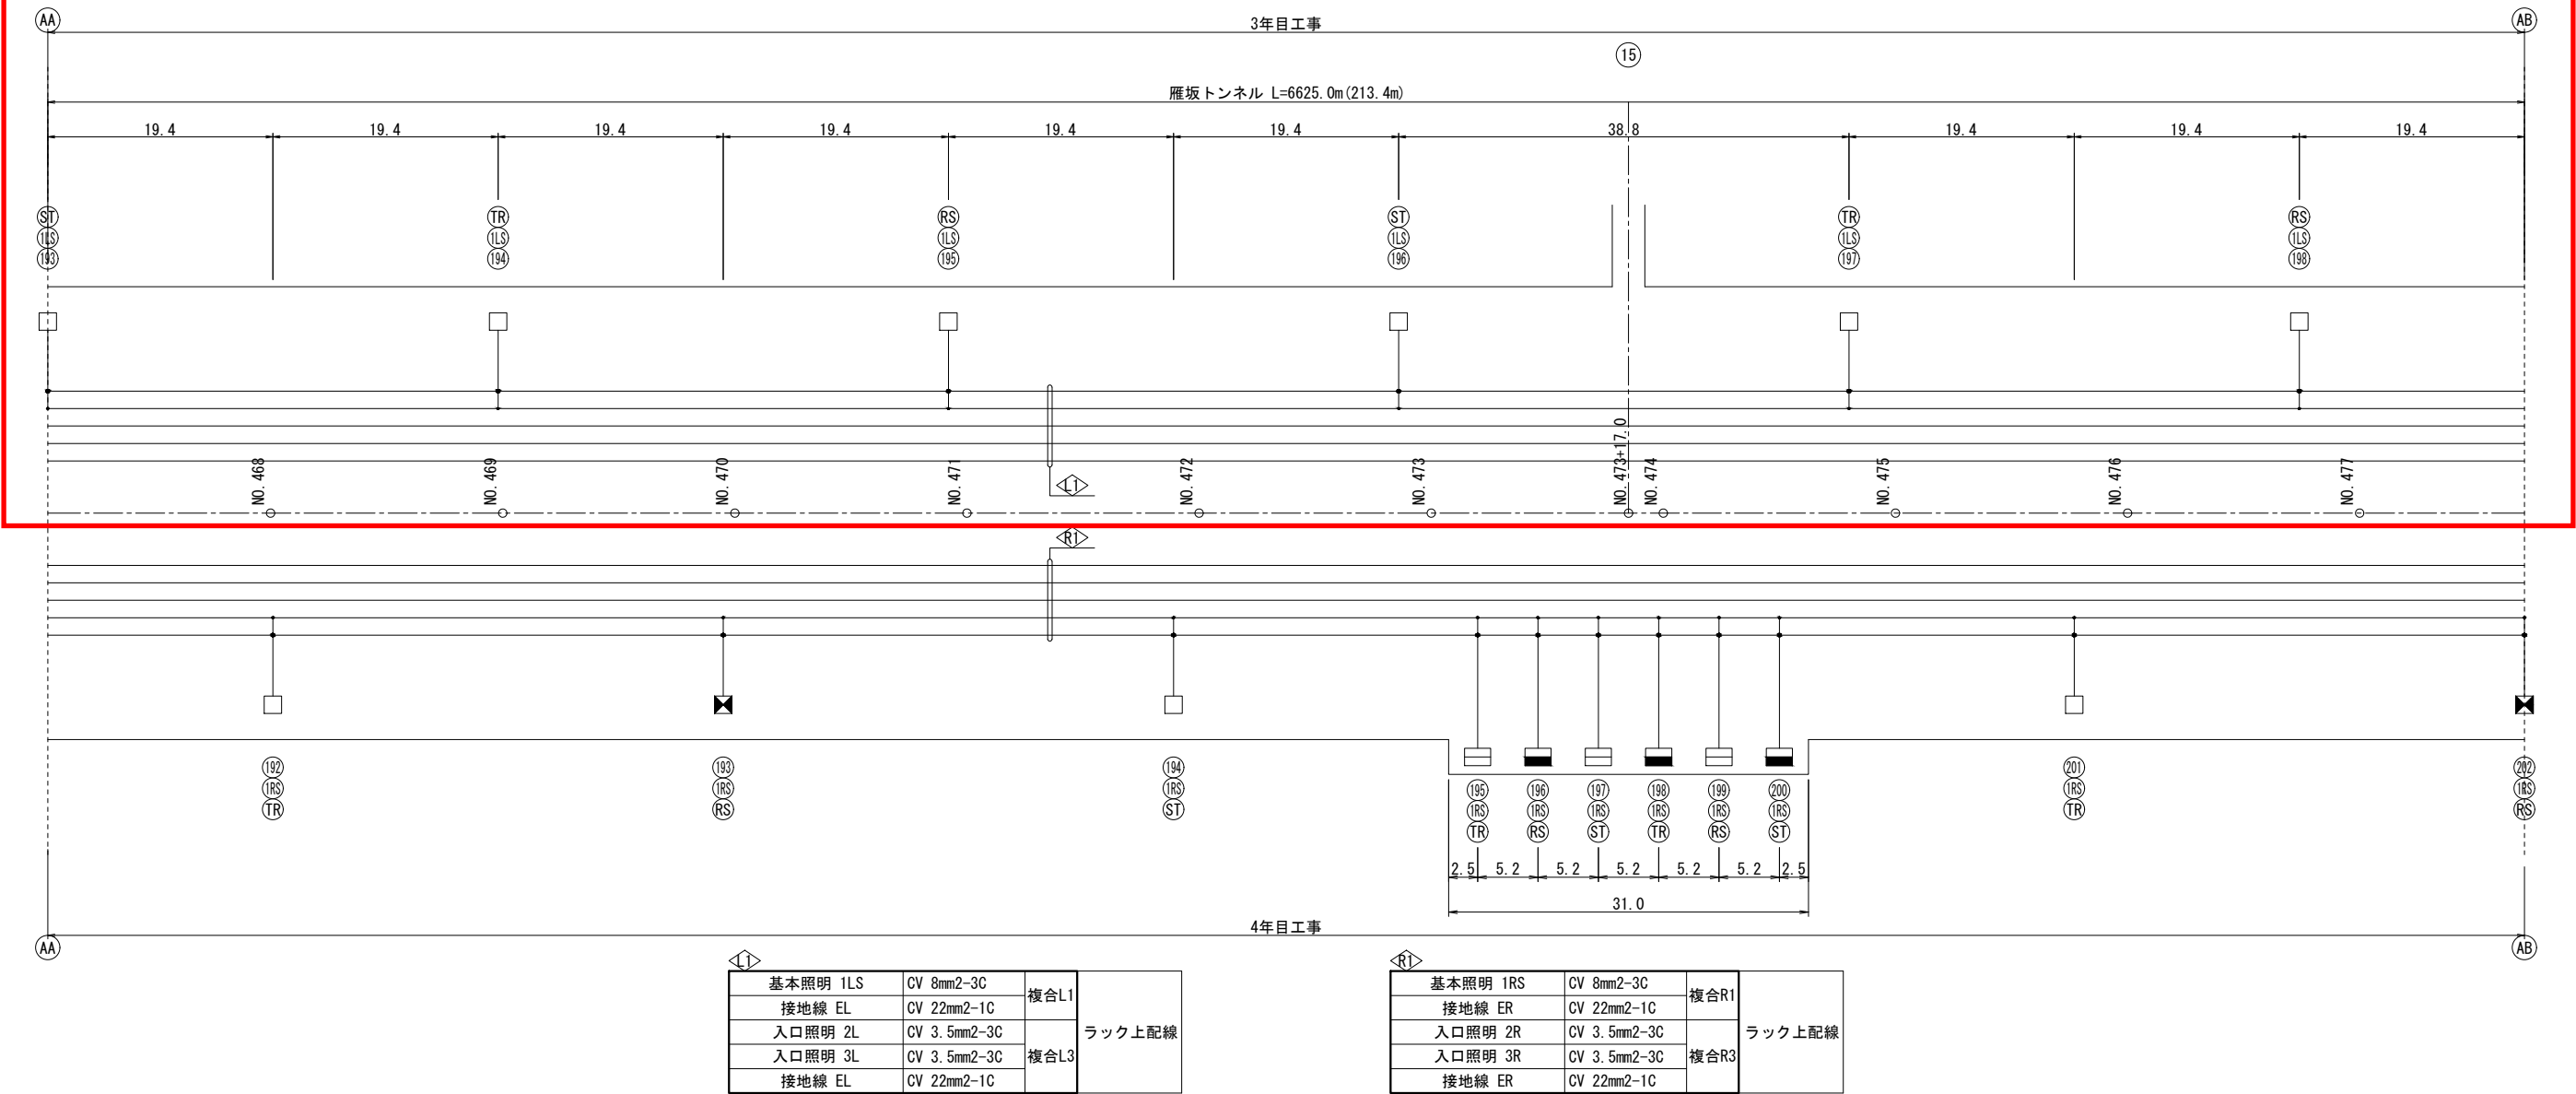 AA
3年目工事
AB
15
雁坂トンネル L=6625.0m(213.4m)
19.4 19.4 19.4 19.4 19.4 19.4 38.8 19.4 19.4 19.4
ST TR RS ST TR RS
1LS 1LS 1LS 1LS 1LS 1LS
193 194 195 196 197 198
NO.468 NO.469 NO.470 NO.471 NO.472 NO.473 NO.473+17.0 NO.474 NO.475 NO.476 NO.477
L1
R1
192 193 194 201 202
1RS 1RS 1RS 1RS 1RS
TR RS ST TR RS
195 196 197 198 199 200
1RS 1RS 1RS 1RS 1RS 1RS
TR RS ST TR RS ST
2.5 5.2 5.2 5.2 5.2 5.2 2.5
31.0
4年目工事
AA
AB
L1
基本照明 1LS CV 8mm2-3C 複合L1
接地線 EL CV 22mm2-1C
入口照明 2L CV 3.5mm2-3C ラック上配線
入口照明 3L CV 3.5mm2-3C 複合L3
接地線 EL CV 22mm2-1C
R1
基本照明 1RS CV 8mm2-3C 複合R1
接地線 ER CV 22mm2-1C
入口照明 2R CV 3.5mm2-3C ラック上配線
入口照明 3R CV 3.5mm2-3C 複合R3
接地線 ER CV 22mm2-1C